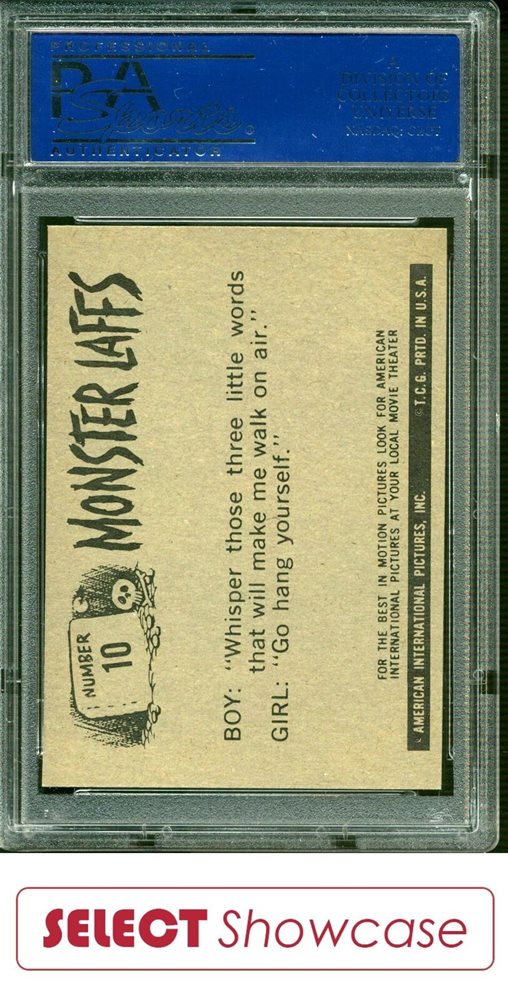 PROFESSIONAL
PSA
Sports
AUTHENTICATOR
A
DIVISION OF
COLLECTORS
UNIVERSE
NASDAQ: CLCT
NUMBER
10
MONSTER LAFFS
BOY: “Whisper those three little words
that will make me walk on air.”
GIRL: “Go hang yourself.”
FOR THE BEST IN MOTION PICTURES LOOK FOR AMERICAN
INTERNATIONAL PICTURES AT YOUR LOCAL MOVIE THEATER
© AMERICAN INTERNATIONAL PICTURES, INC. © T.C.G. PRTD. IN U.S.A.
SELECT Showcase